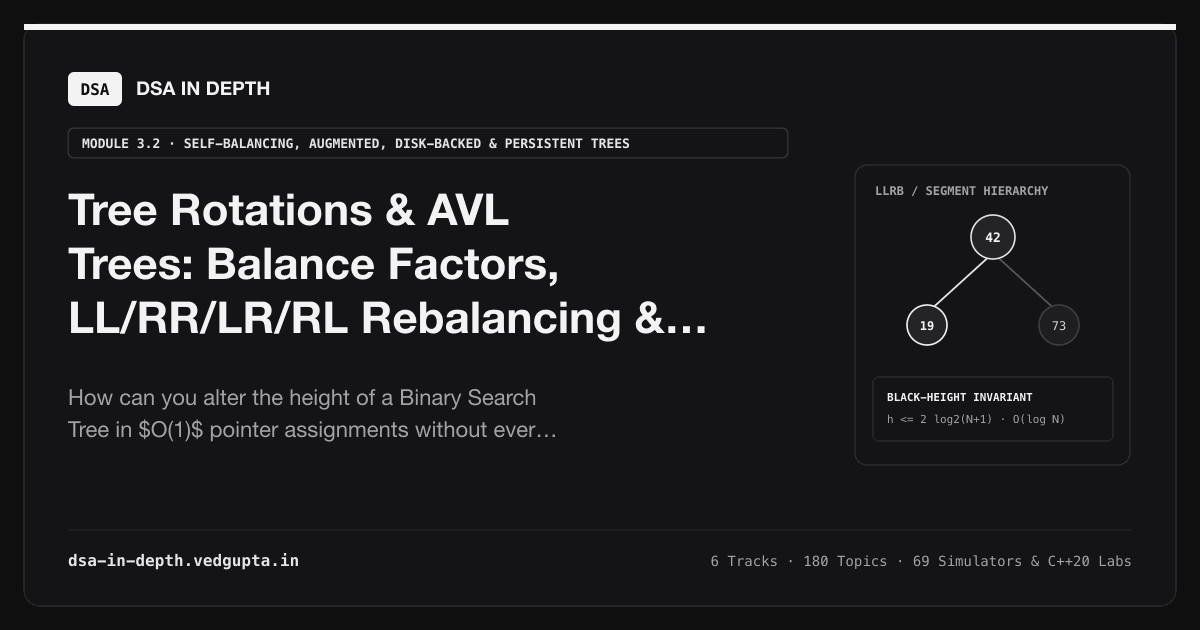 DSA
DSA IN DEPTH
MODULE 3.2 · SELF-BALANCING, AUGMENTED, DISK-BACKED & PERSISTENT TREES
Tree Rotations & AVL
Trees: Balance Factors,
LL/RR/LR/RL Rebalancing &...
How can you alter the height of a Binary Search
Tree in $O(1)$ pointer assignments without ever...
LLRB / SEGMENT HIERARCHY
42
19
73
BLACK-HEIGHT INVARIANT
h <= 2 log2(N+1) · O(log N)
dsa-in-depth.vedgupta.in
6 Tracks · 180 Topics · 69 Simulators & C++20 Labs